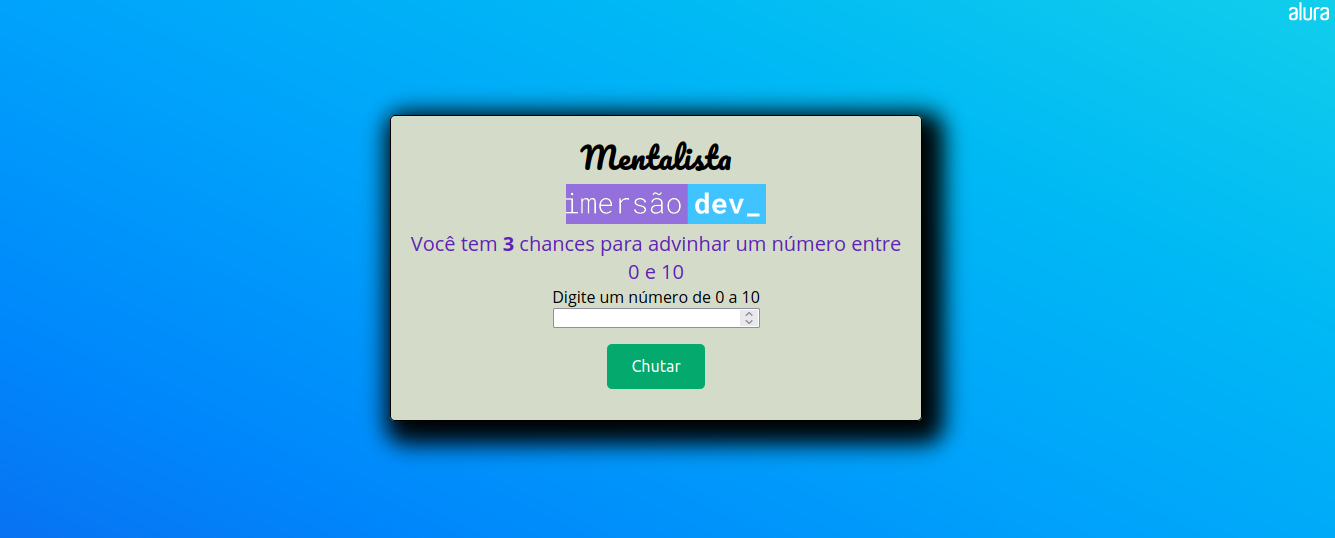 alura
Mentalista
imersão dev_
Você tem 3 chances para advinhar um número entre
0 e 10
Digite um número de 0 a 10
Chutar